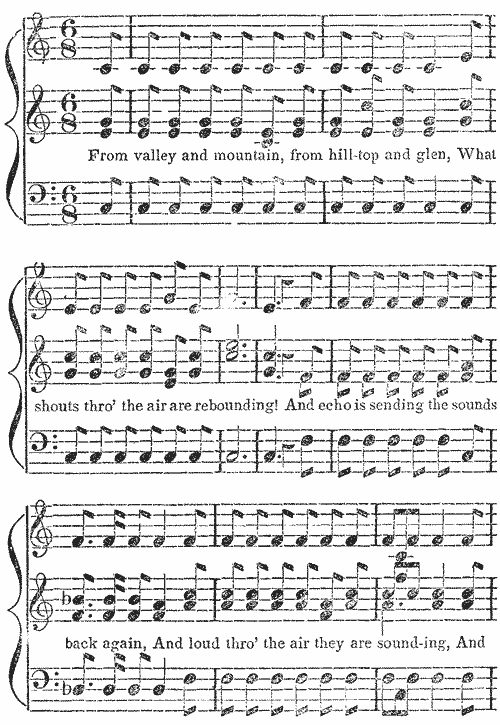 From valley and mountain, from hill-top and glen, What
shouts thro' the air are rebounding! And echo is sending the sounds
back again, And loud thro' the air they are sound-ing, And